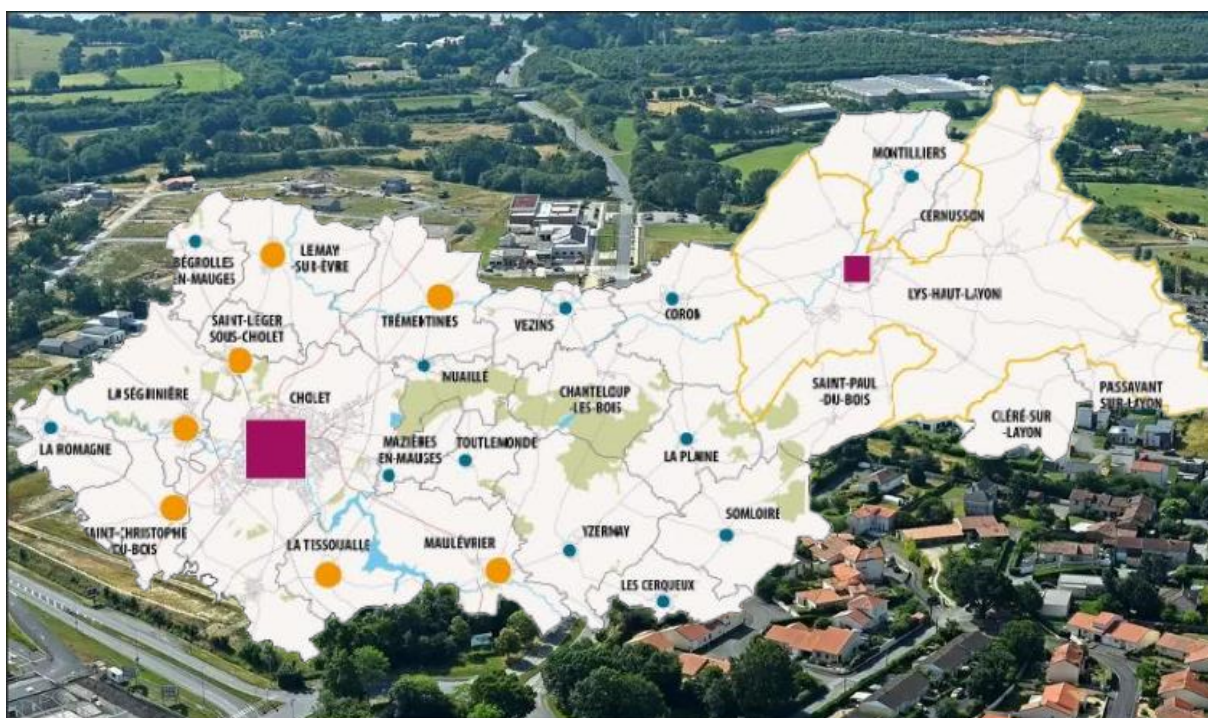 MONTILLIERS
CERNUSSON
LE MAY
-SUR-ÈVRE
BÉGROLLES
EN-MAUGES
LYS-HAUT-LAYON
TRÉMENTINES
VEZINS
CORON
SAINT-LÉGER
SOUS-CHOLET
NUAILLÉ
CHANTELOUP
-LES-BOIS
SAINT-PAUL
-DU-BOIS
PASSAVANT
SUR-LAYON
LA SÉGUINIÈRE
CHOLET
CLÉRÉ-SUR
-LAYON
LA ROMAGNE
MAZIÈRES
EN-MAUGES
TOUTLEMONDE
LA PLAINE
SOMLOIRE
SAINT-CHRISTOPHE
-DU-BOIS
LA TESSOUALLE
MAULÉVRIER
YZERNAY
LES CERQUEUX